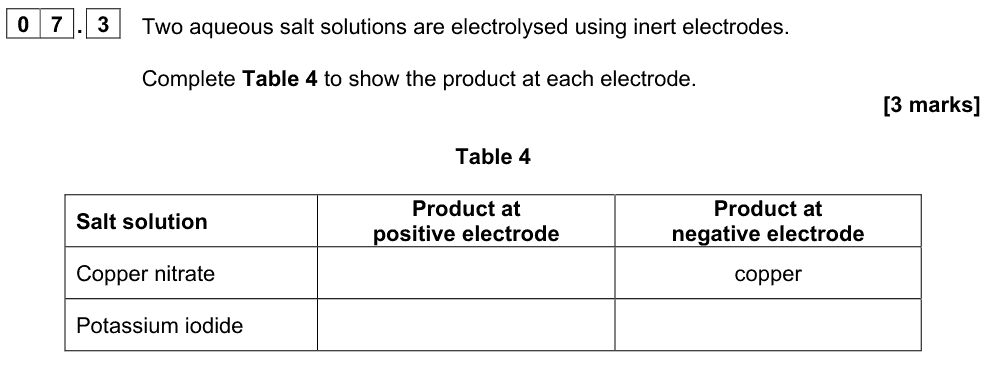 0 7 . 3 Two aqueous salt solutions are electrolysed using inert electrodes.
Complete Table 4 to show the product at each electrode.
[3 marks]
Table 4
Salt solution Product at positive electrode Product at negative electrode
Copper nitrate copper
Potassium iodide